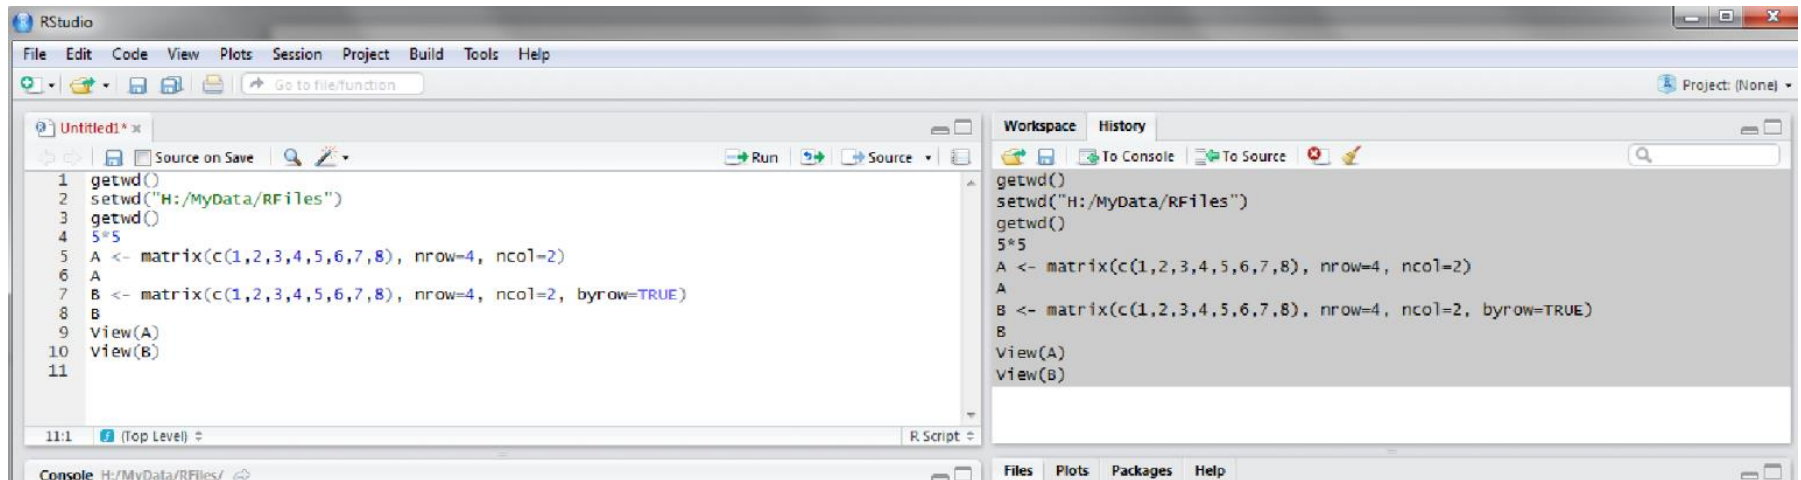 RStudio
File Edit Code View Plots Session Project Build Tools Help
Go to file/function
Project: (None)
Untitled1*
Source on Save
Run
Source
1 getwd()
2 setwd("H:/MyData/RFiles")
3 getwd()
4 5*5
5 A <- matrix(c(1,2,3,4,5,6,7,8), nrow=4, ncol=2)
6 A
7 B <- matrix(c(1,2,3,4,5,6,7,8), nrow=4, ncol=2, byrow=TRUE)
8 B
9 View(A)
10 View(B)
11
11:1 (Top Level) R Script
Console H:/MyData/RFiles/
Workspace History
To Console To Source
getwd()
setwd("H:/MyData/RFiles")
getwd()
5*5
A <- matrix(c(1,2,3,4,5,6,7,8), nrow=4, ncol=2)
A
B <- matrix(c(1,2,3,4,5,6,7,8), nrow=4, ncol=2, byrow=TRUE)
B
View(A)
View(B)
Files Plots Packages Help